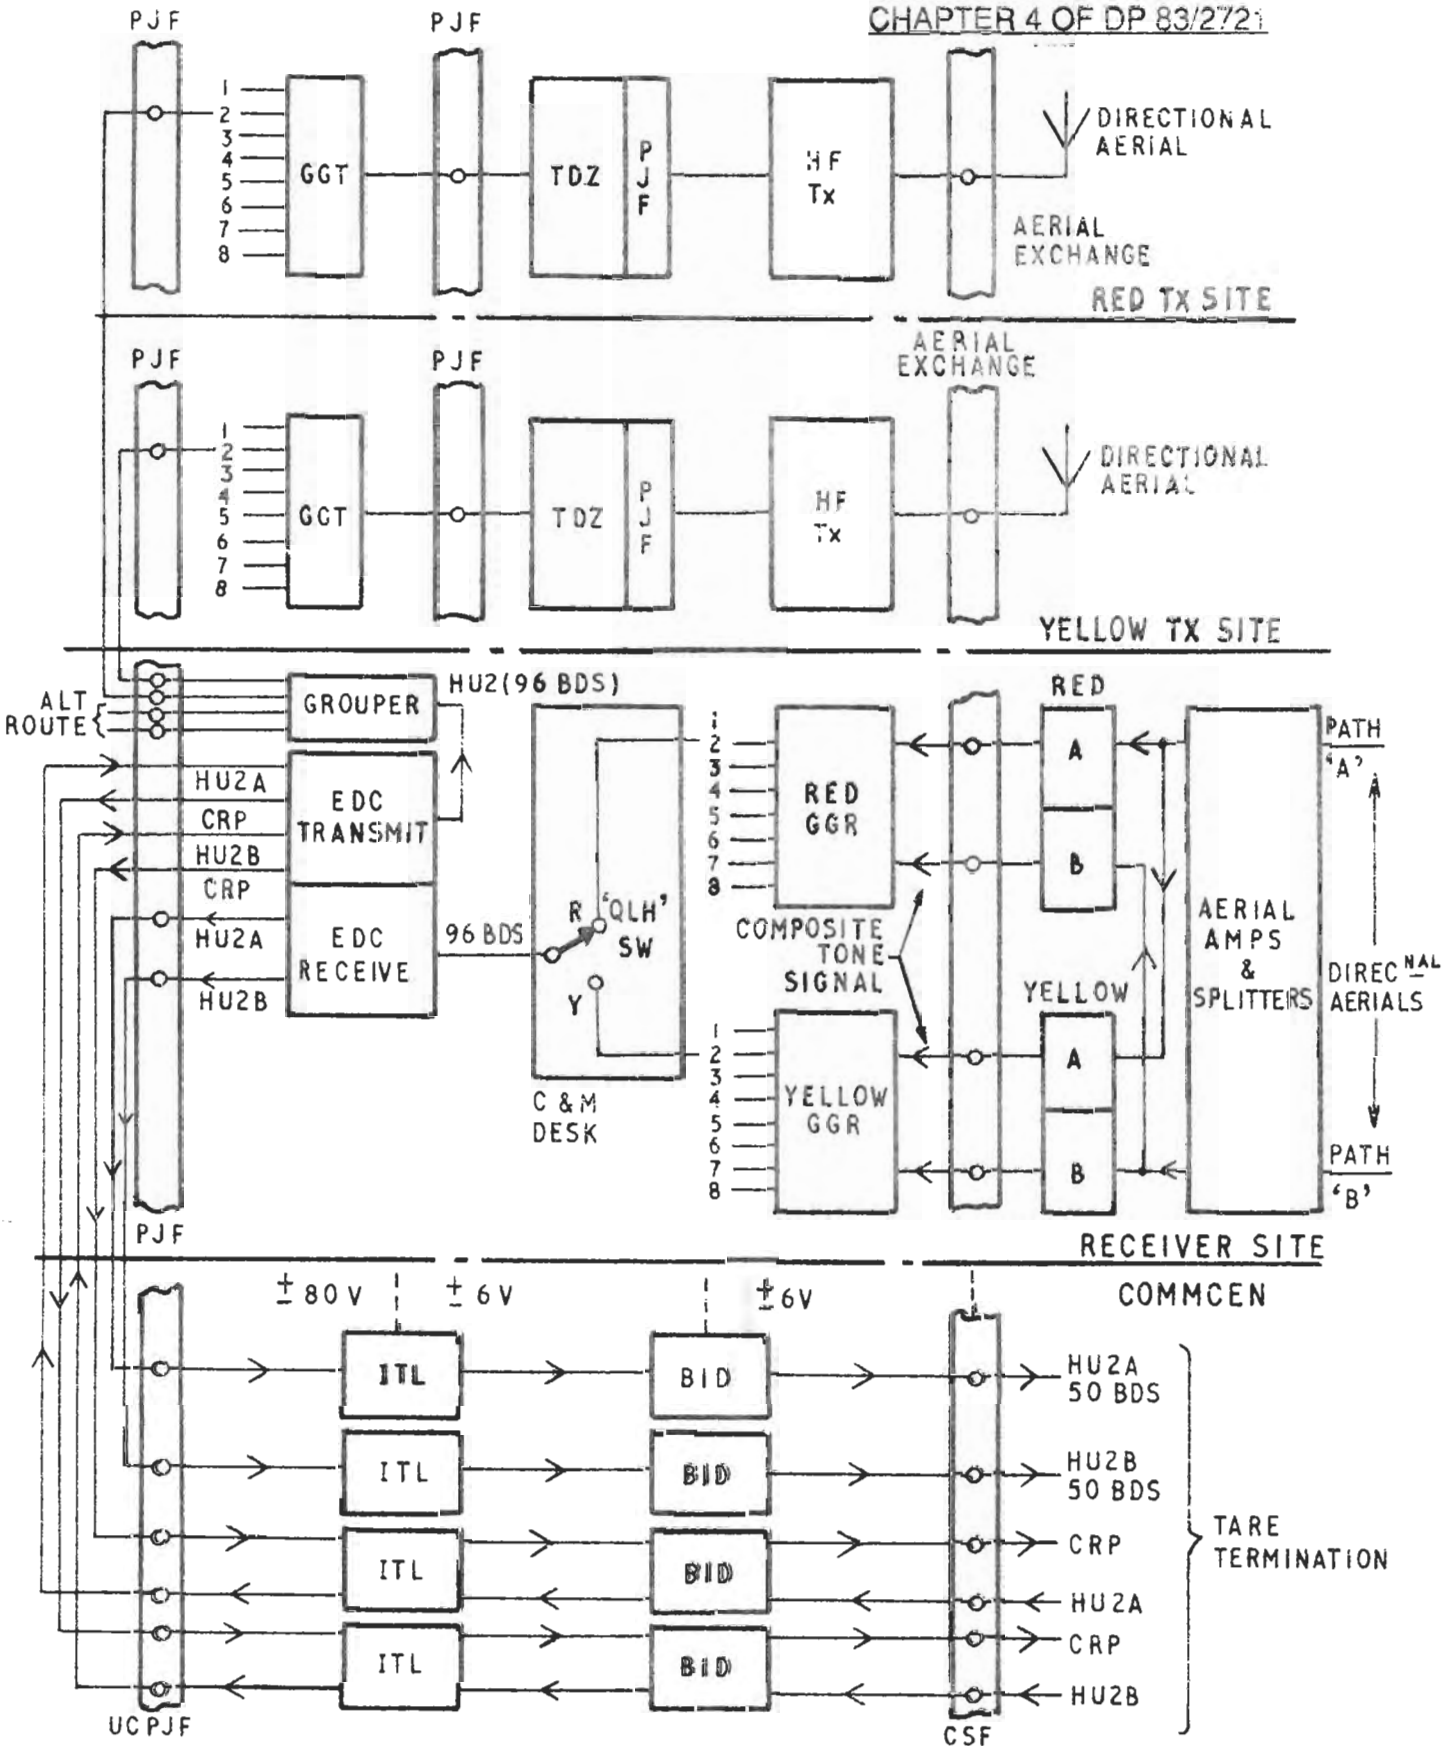 CHAPTER 4 OF DP 83/2721
PJF
PJF
1
2
3
4
5
6
7
8
GGT
TDZ
PJF
HF
Tx
DIRECTIONAL
AERIAL
AERIAL
EXCHANGE
RED TX SITE
PJF
PJF
AERIAL
EXCHANGE
1
2
3
4
5
6
7
8
GGT
TDZ
PJF
HF
Tx
DIRECTIONAL
AERIAL
YELLOW TX SITE
ALT
ROUTE
GROUPER
HU2 (96 BDS)
HU2A
CRP
HU2B
CRP
EDC
TRANSMIT
HU2A
HU2B
EDC
RECEIVE
96 BDS
R 'QLH'
SW
Y
C & M
DESK
1
2
3
4
5
6
7
8
RED
GGR
COMPOSITE
TONE
SIGNAL
1
2
3
4
5
6
7
8
YELLOW
GGR
RED
A
B
YELLOW
A
B
AERIAL
AMPS
&
SPLITTERS
PATH
'A'
DIRECNAL
AERIALS
PATH
'B'
PJF
RECEIVER SITE
COMMCEN
± 80 V
± 6V
± 6V
ITL
BID
HU2A
50 BDS
ITL
BID
HU2B
50 BDS
ITL
BID
CRP
HU2A
ITL
BID
CRP
HU2B
TARE
TERMINATION
UCPJF
CSF